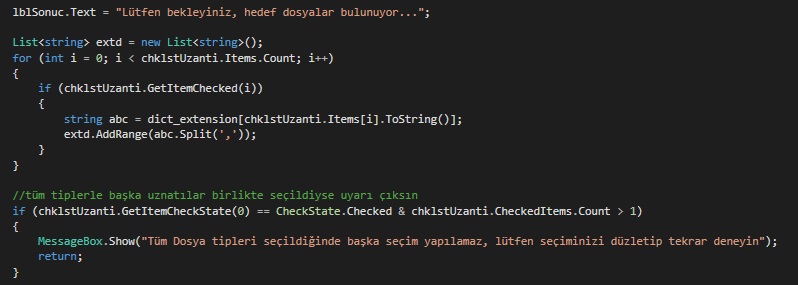 lblSonuc.Text = "Lütfen bekleyiniz, hedef dosyalar bulunuyor...";
List<string> extd = new List<string>();
for (int i = 0; i < chklstUzanti.Items.Count; i++)
{
if (chklstUzanti.GetItemChecked(i))
{
string abc = dict_extension[chklstUzanti.Items[i].ToString()];
extd.AddRange(abc.Split(','));
}
}
//tüm tiplerle başka uznatılar birlikte seçildiyse uyarı çıksın
if (chklstUzanti.GetItemCheckState(0) == CheckState.Checked & chklstUzanti.CheckedItems.Count > 1)
{
MessageBox.Show("Tüm Dosya tipleri seçildiğinde başka seçim yapılamaz, lütfen seçiminizi düzletip tekrar deneyin");
return;
}